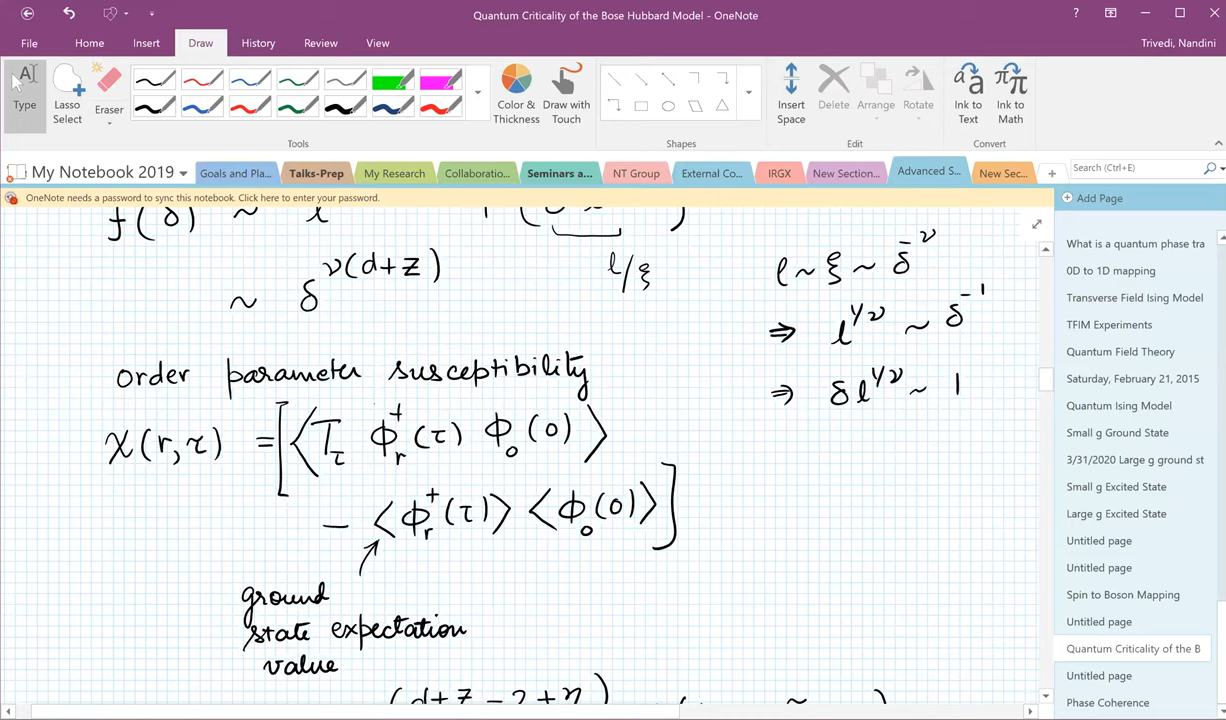 Quantum Criticality of the Bose Hubbard Model - OneNote
?
File Home Insert Draw History Review View
Trivedi, Nandini
Type
Lasso Select
Eraser
Color & Thickness
Draw with Touch
Insert Space
Delete
Arrange
Rotate
Ink to Text
Ink to Math
Tools
Shapes
Edit
Convert
My Notebook 2019
Goals and Pla...
Talks-Prep
My Research
Collaboratio...
Seminars a...
NT Group
External Co...
IRGX
New Section...
Advanced S...
New Sec...
Search (Ctrl+E)
OneNote needs a password to sync this notebook. Click here to enter your password.
Add Page
What is a quantum phase tra
0D to 1D mapping
Transverse Field Ising Model
TFIM Experiments
Quantum Field Theory
Saturday, February 21, 2015
Quantum Ising Model
Small g Ground State
3/31/2020 Large g ground st
Small g Excited State
Large g Excited State
Untitled page
Untitled page
Spin to Boson Mapping
Untitled page
Quantum Criticality of the B
Untitled page
Phase Coherence
f(δ) ~ l
l/ξ
~ δ^ν(d+z)
l ~ ξ ~ δ^-ν
⇒ l^1/ν ~ δ^-1
⇒ δl^1/ν ~ 1
order parameter susceptibility
χ(r,τ) = [⟨T_τ ϕ_r^+(τ) ϕ_0(0)⟩
− ⟨ϕ_r^+(τ)⟩ ⟨ϕ_0(0)⟩]
ground
state expectation
value
(d+z−2+η)